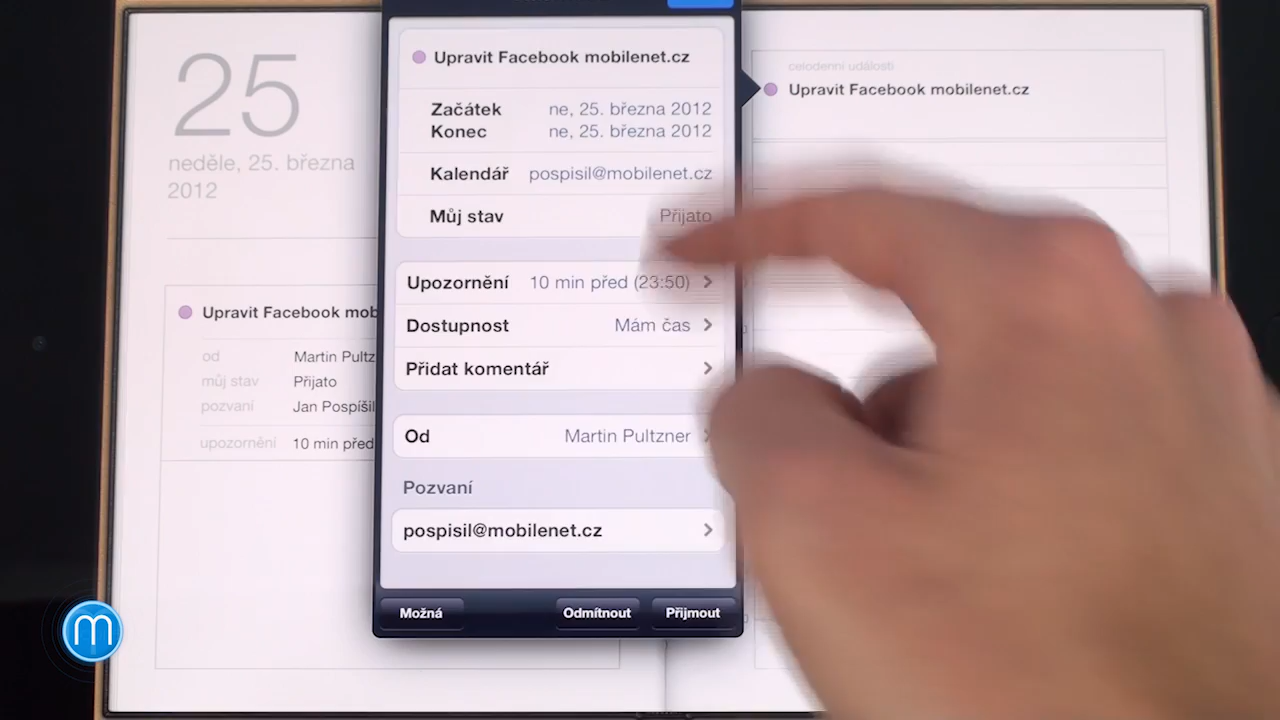 25
neděle, 25. března
2012
Upravit Facebook mob
od Martin Pultz
můj stav Přijato
pozvaní Jan Pospíšil
upozornění 10 min před
Upravit Facebook mobilenet.cz
Začátek ne, 25. března 2012
Konec ne, 25. března 2012
Kalendář pospisil@mobilenet.cz
Můj stav Přijato
Upozornění 10 min před (23:50)
Dostupnost Mám čas
Přidat komentář
Od Martin Pultzner
Pozvaní
pospisil@mobilenet.cz
Možná Odmítnout Přijmout
celodenní události
Upravit Facebook mobilenet.cz
m